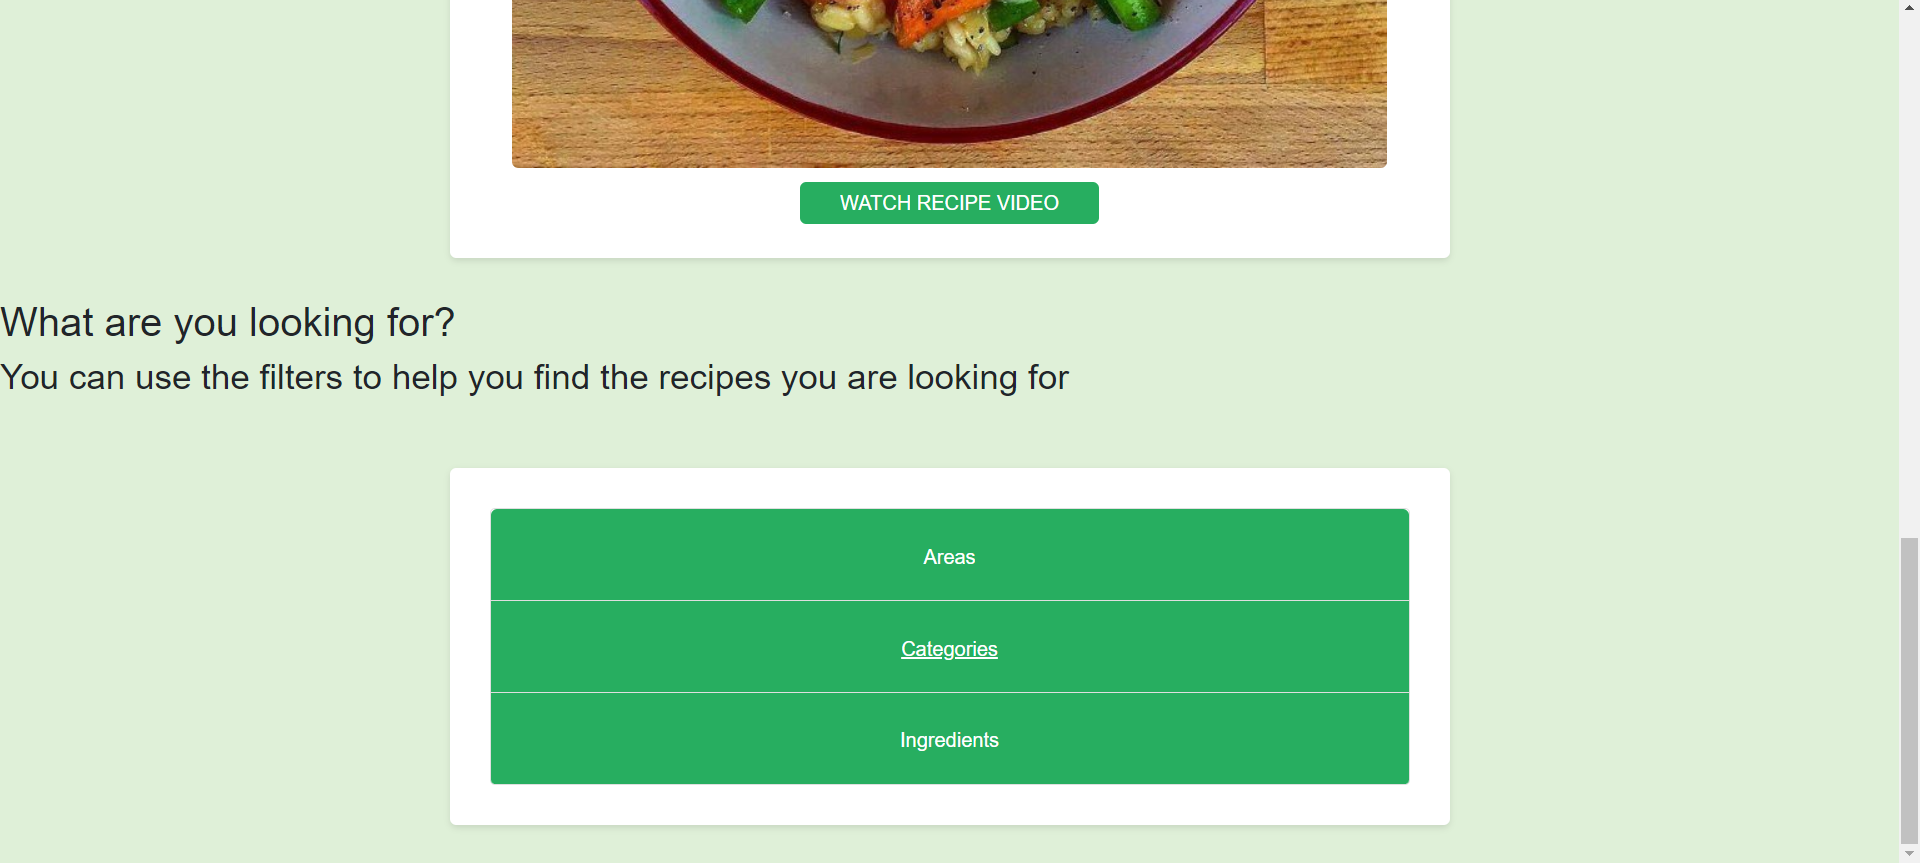 WATCH RECIPE VIDEO
What are you looking for?
You can use the filters to help you find the recipes you are looking for
Areas
Categories
Ingredients